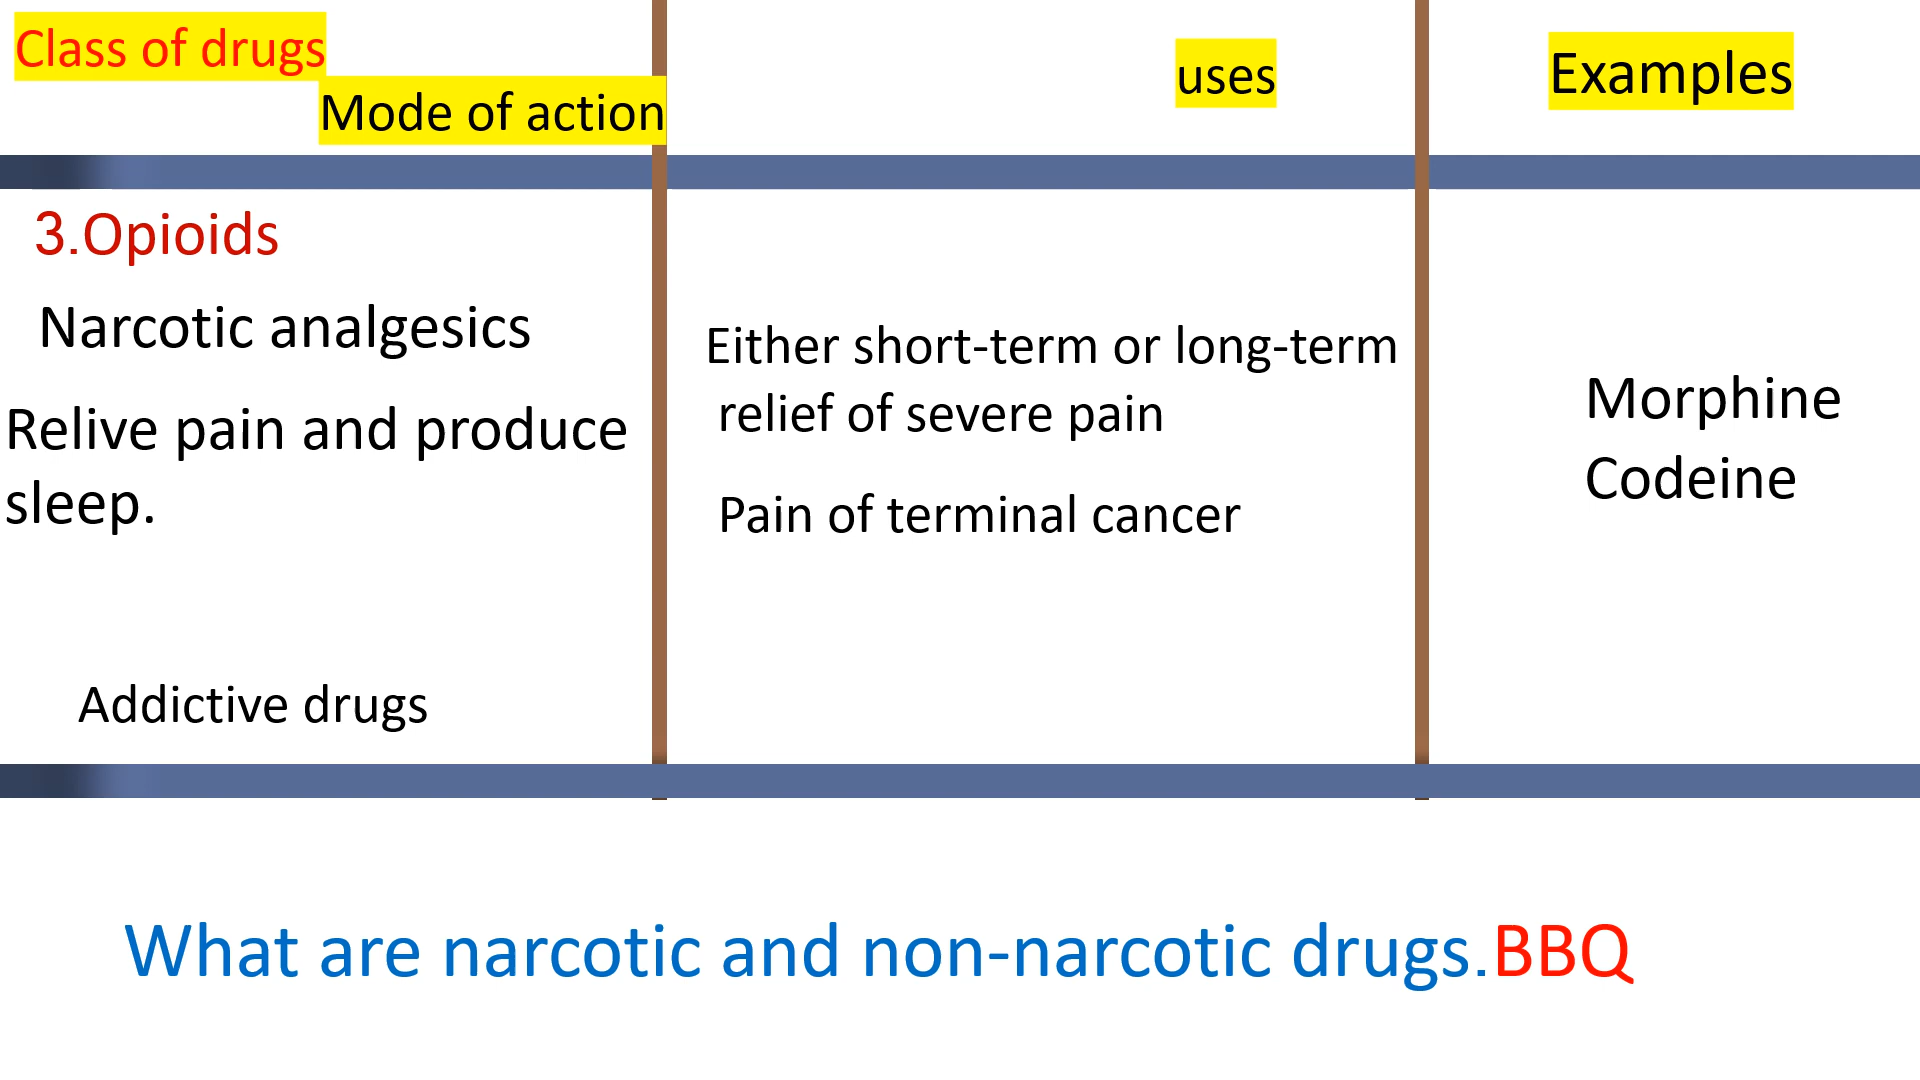 Class of drugs
Mode of action
uses
Examples
3.Opioids
Narcotic analgesics
Relive pain and produce
sleep.
Addictive drugs
Either short-term or long-term
relief of severe pain
Pain of terminal cancer
Morphine
Codeine
What are narcotic and non-narcotic drugs.BBQ